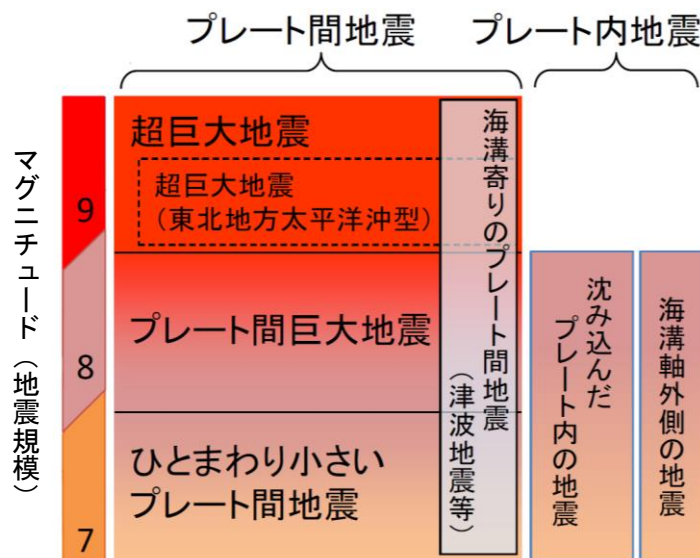 プレート間地震
プレート内地震
マグニチュード（地震規模）
9
8
7
超巨大地震
超巨大地震
（東北地方太平洋沖型）
プレート間巨大地震
ひとまわり小さい
プレート間地震
海溝寄りのプレート間地震
（津波地震等）
沈み込んだ
プレート内の地震
海溝軸外側の地震